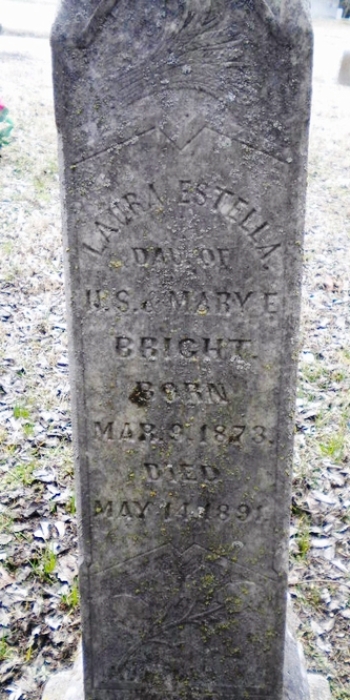 LAURA ESTELLA.
DAU. OF
& MARY E
BRIGHT.
BORN
MAR. 9. 1873.
DIED
MAY 14. 1891.